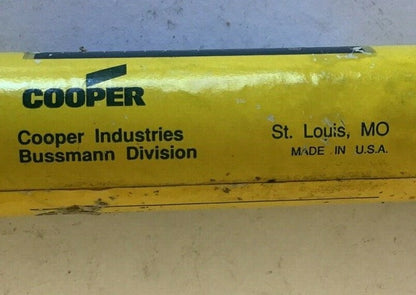 COOPER
Cooper Industries
Bussmann Division
St. Louis, MO
MADE IN U.S.A.